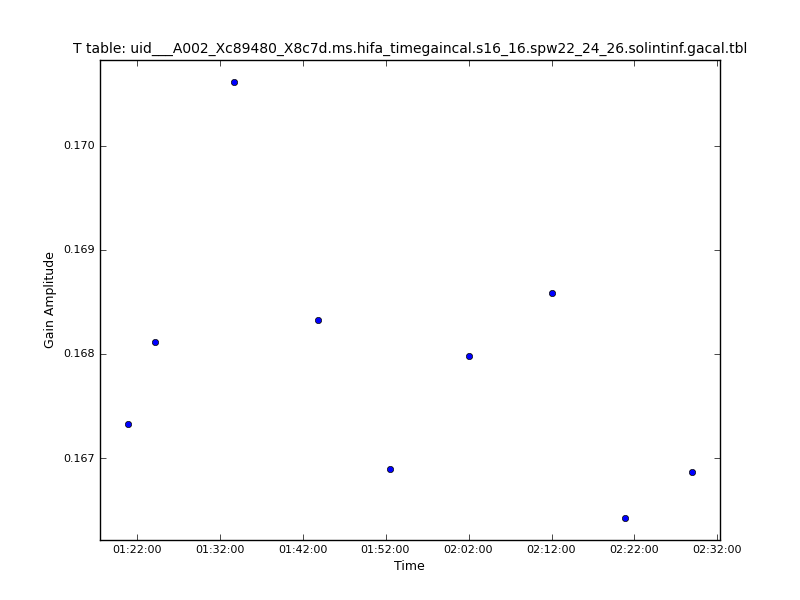 T table: uid___A002_Xc89480_X8c7d.ms.hifa_timegaincal.s16_16.spw22_24_26.solintinf.gacal.tbl
0.170
0.169
Gain Amplitude
0.168
0.167
01:22:00 01:32:00 01:42:00 01:52:00 02:02:00 02:12:00 02:22:00 02:32:00
Time